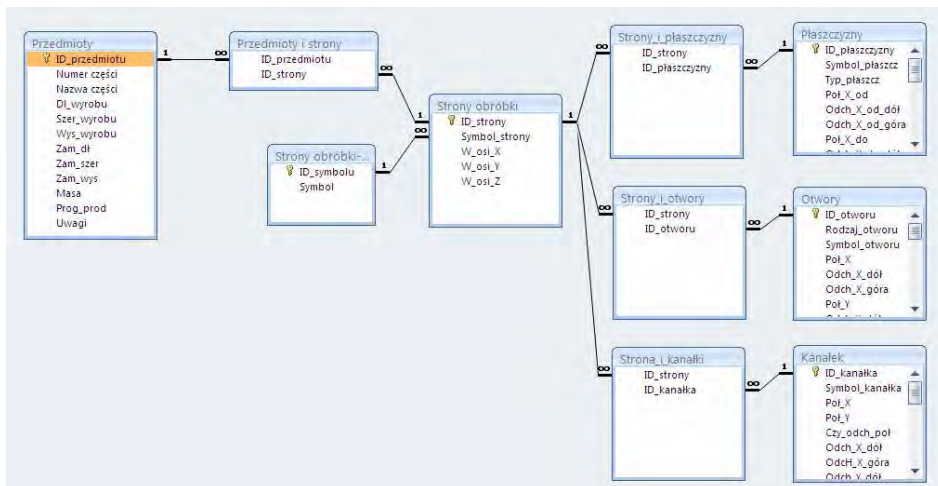 Przedmioty
ID_przedmiotu
Numer części
Nazwa części
Dł_wyrobu
Szer_wyrobu
Wys_wyrobu
Zam_dł
Zam_szer
Zam_wys
Masa
Prog_prod
Uwagi
1
∞
Przedmioty i strony
ID_przedmiotu
ID_strony
∞
1
∞
1
Strony obróbki-...
ID_symbolu
Symbol
Strony obróbki
ID_strony
Symbol_strony
W_osi_X
W_osi_Y
W_osi_Z
1
∞
Strony_i_płaszczyzny
ID_strony
ID_płaszczyzny
∞
1
Płaszczyzny
ID_płaszczyzny
Symbol_płaszcz
Typ_płaszcz
Poł_X_od
Odch_X_od_dół
Odch_X_od_góra
Poł_X_do
∞
Strony_i_otwory
ID_strony
ID_otworu
∞
1
Otwory
ID_otworu
Rodzaj_otworu
Symbol_otworu
Poł_X
Odch_X_dół
Odch_X_góra
Poł_Y
∞
Strona_i_kanałki
ID_strony
ID_kanałka
∞
1
Kanałek
ID_kanałka
Symbol_kanałka
Poł_X
Poł_Y
Czy_odch_poł
Odch_X_dół
OdcH_X_góra
Odch_X_dół